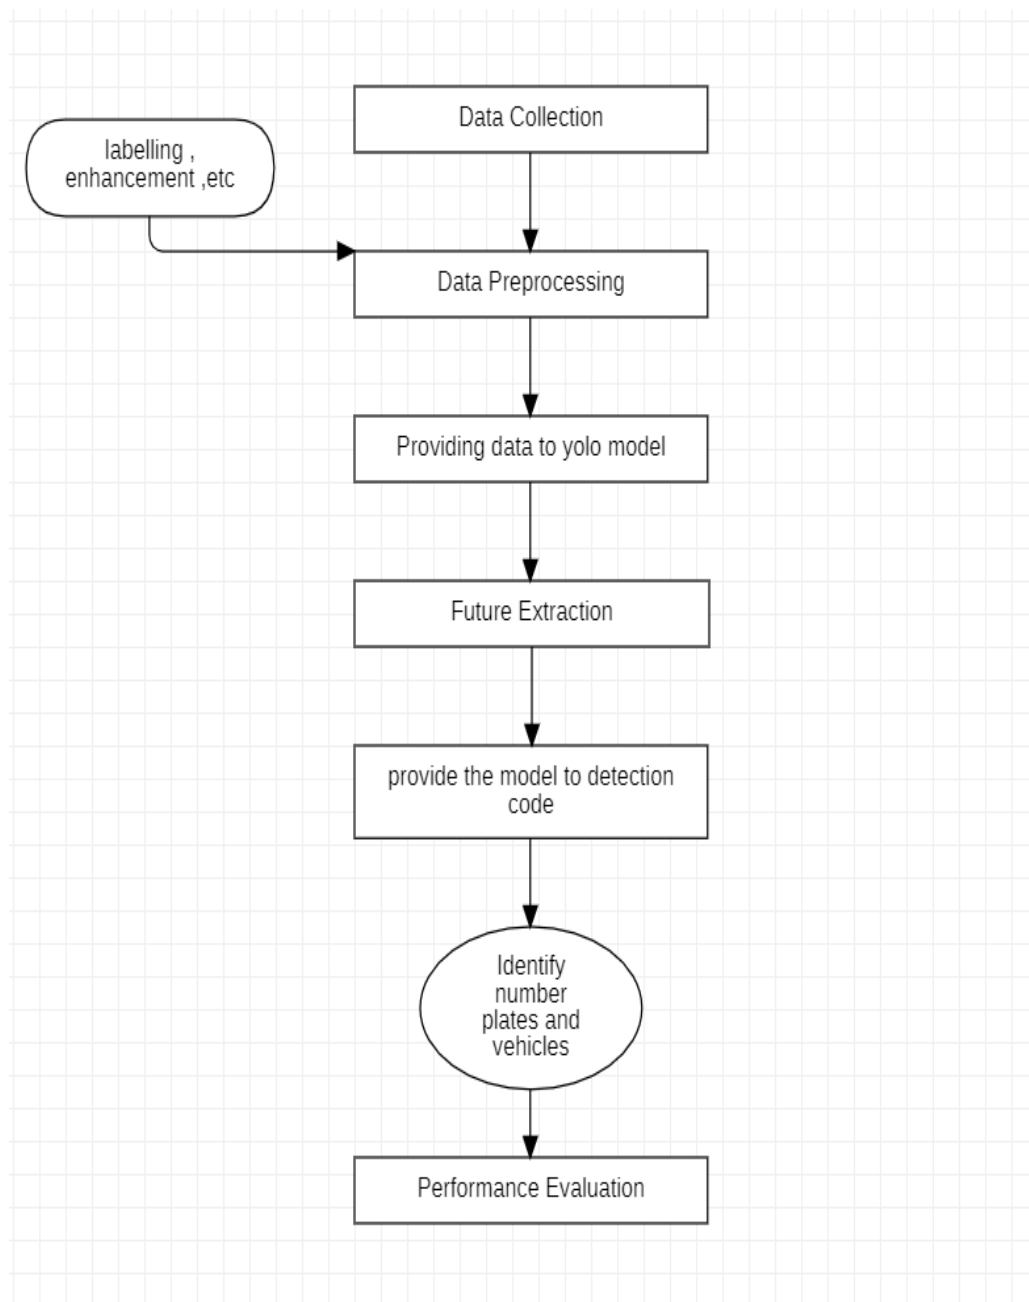 Data Collection
labelling ,
enhancement ,etc
Data Preprocessing
Providing data to yolo model
Future Extraction
provide the model to detection
code
Identify
number
plates and
vehicles
Performance Evaluation